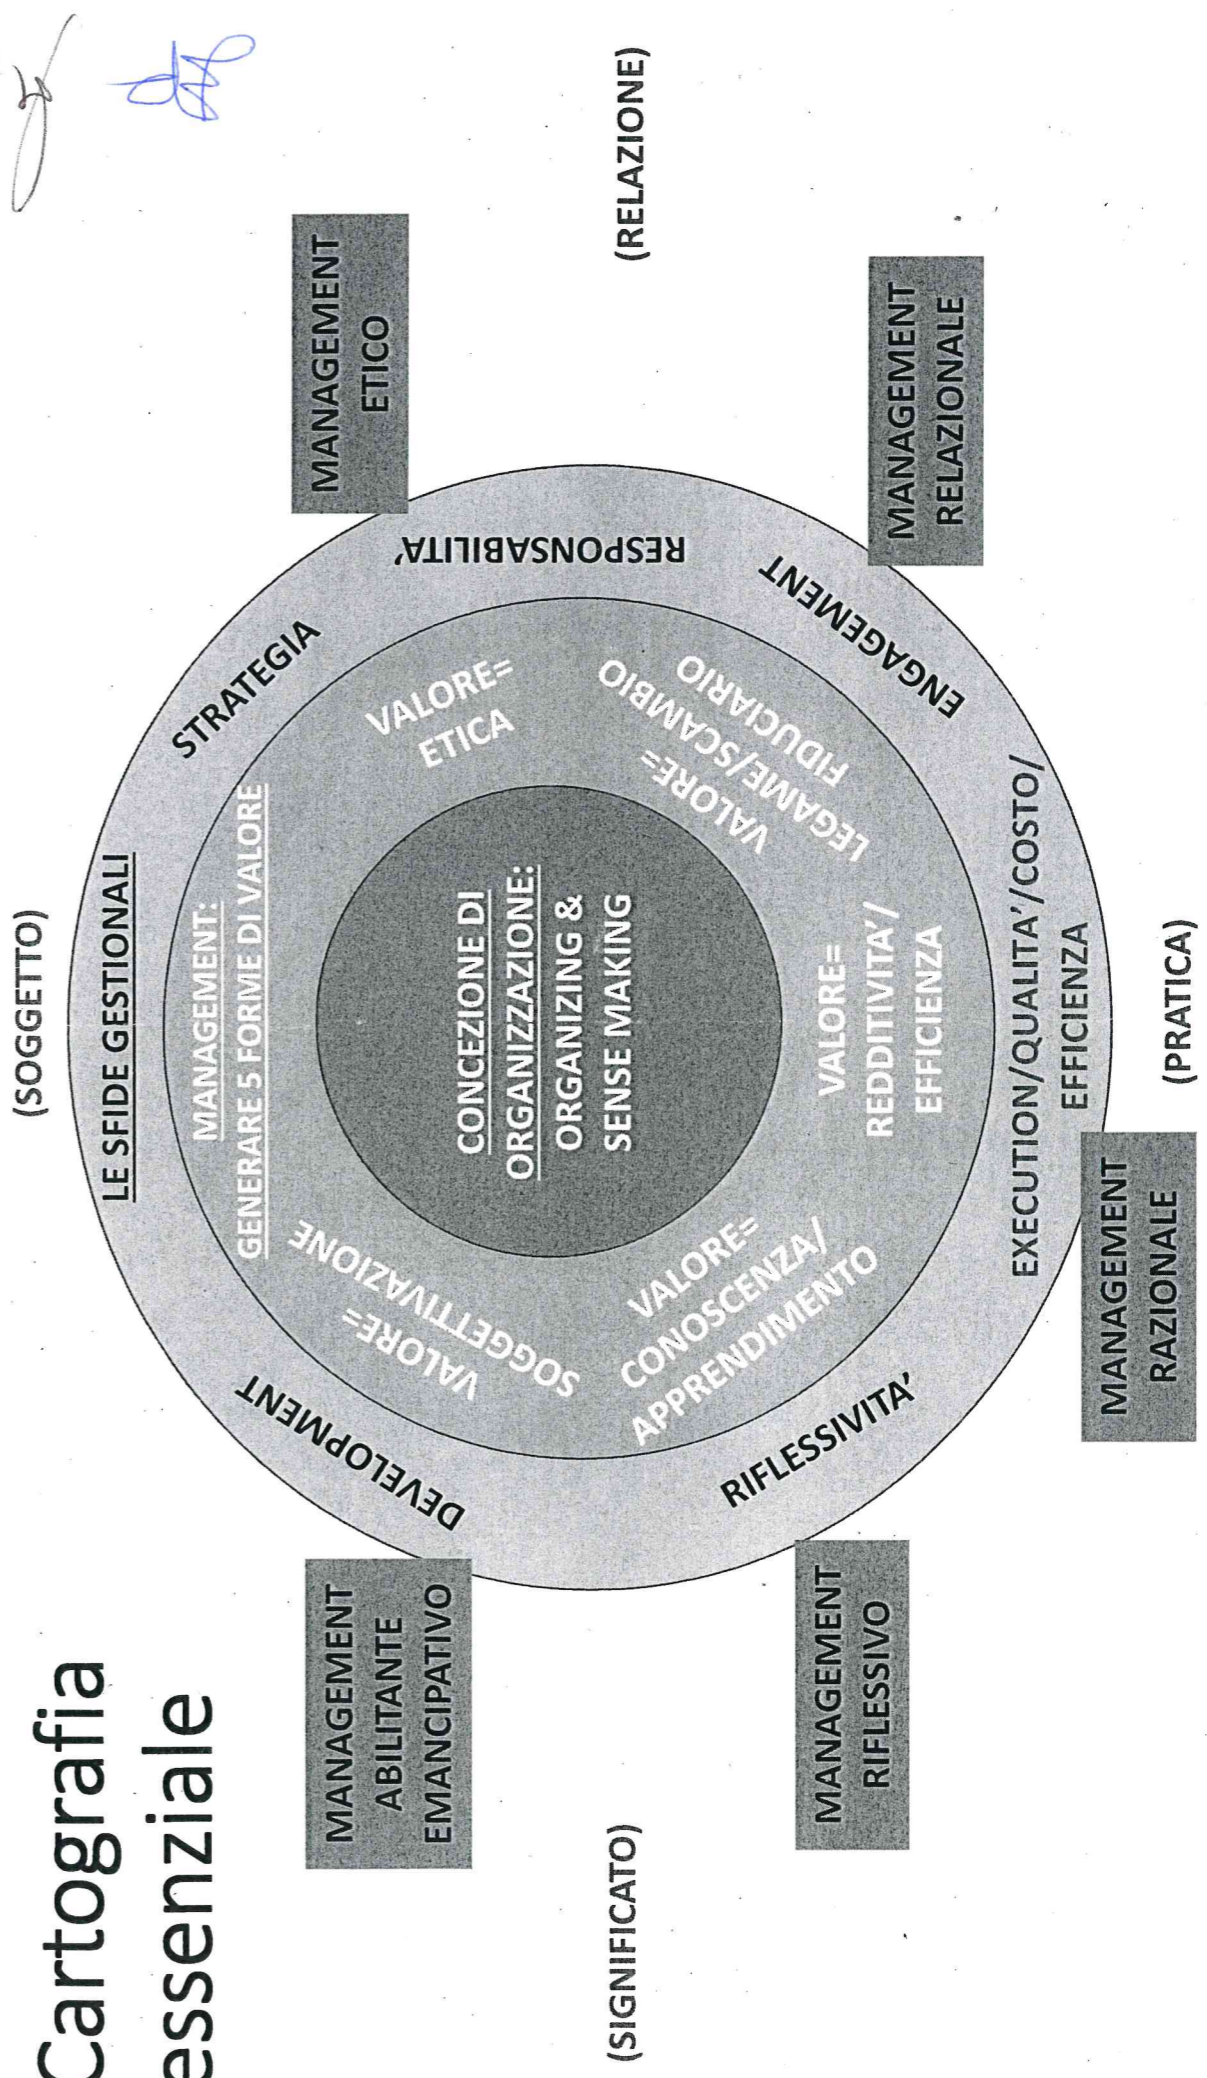 Cartografia
essenziale
(SOGGETTO)
LE SFIDE GESTIONALI
STRATEGIA
RESPONSABILITA'
ENGAGEMENT
EXECUTION/QUALITA'/COSTO/
EFFICIENZA
RIFLESSIVITA'
DEVELOPMENT
MANAGEMENT:
GENERARE 5 FORME DI VALORE
VALORE=
ETICA
VALORE=
LEGAME/SCAMBIO
FIDUCIARIO
VALORE=
REDDITIVITA'/
EFFICIENZA
VALORE=
CONOSCENZA/
APPRENDIMENTO
VALORE=
SOGGETTIVAZIONE
CONCEZIONE DI
ORGANIZZAZIONE:
ORGANIZING &
SENSE MAKING
MANAGEMENT
ABILITANTE
EMANCIPATIVO
MANAGEMENT
ETICO
(SIGNIFICATO)
(RELAZIONE)
MANAGEMENT
RIFLESSIVO
MANAGEMENT
RELAZIONALE
MANAGEMENT
RAZIONALE
(PRATICA)